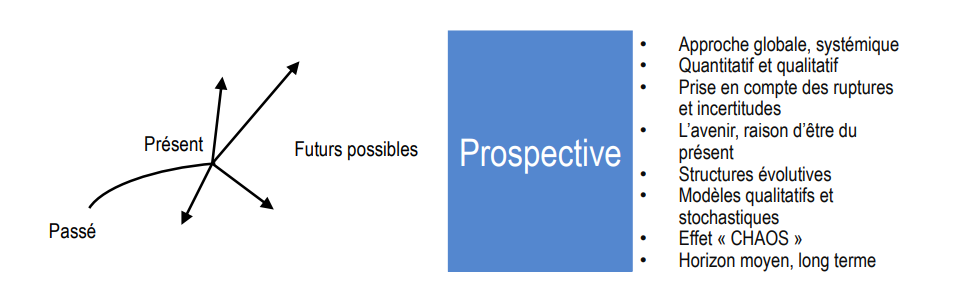 Présent
Futurs possibles
Passé
Prospective
• Approche globale, systémique
• Quantitatif et qualitatif
• Prise en compte des ruptures
et incertitudes
• L’avenir, raison d’être du
présent
• Structures évolutives
• Modèles qualitatifs et
stochastiques
• Effet « CHAOS »
• Horizon moyen, long terme